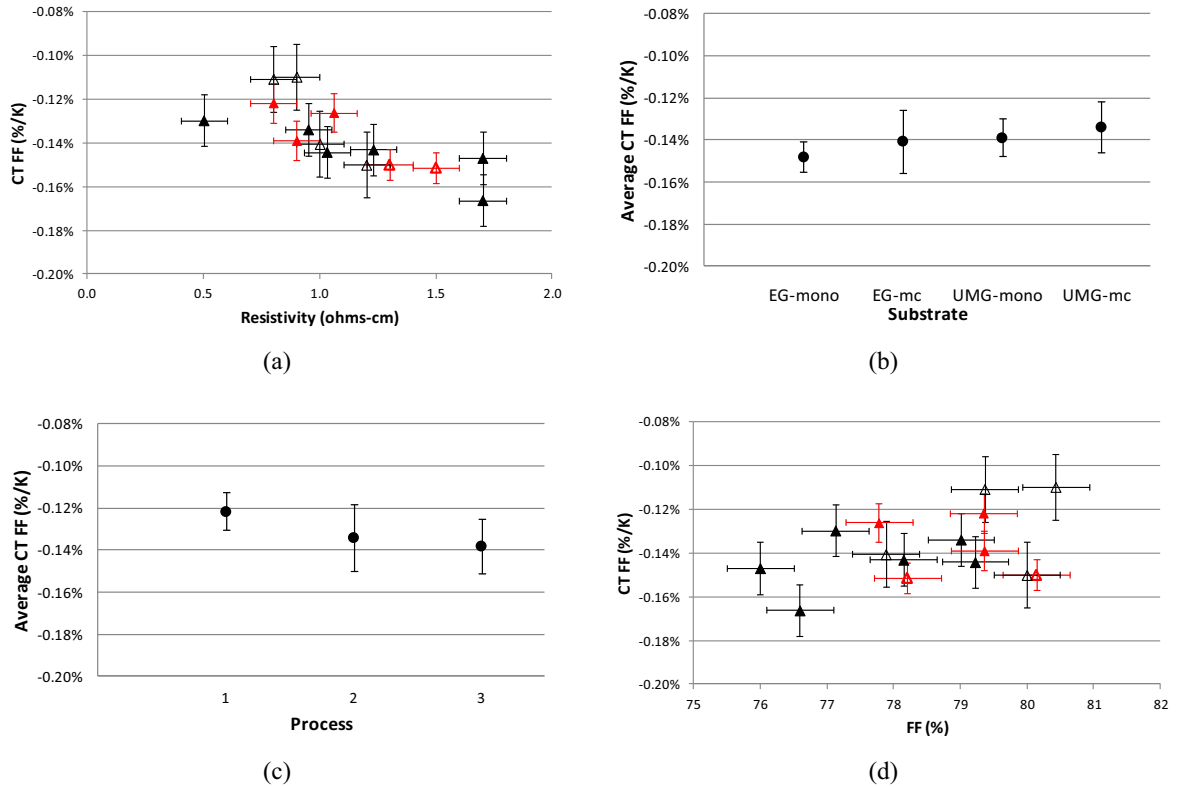 -0.08%
-0.10%
-0.12%
-0.14%
-0.16%
-0.18%
-0.20%
CT FF (%/K)
0.0 0.5 1.0 1.5 2.0
Resistivity (ohms-cm)
(a)
-0.08%
-0.10%
-0.12%
-0.14%
-0.16%
-0.18%
-0.20%
Average CT FF (%/K)
EG-mono EG-mc UMG-mono UMG-mc
Substrate
(b)
-0.08%
-0.10%
-0.12%
-0.14%
-0.16%
-0.18%
-0.20%
Average CT FF (%/K)
1 2 3
Process
(c)
-0.08%
-0.10%
-0.12%
-0.14%
-0.16%
-0.18%
-0.20%
CT FF (%/K)
75 76 77 78 79 80 81 82
FF (%)
(d)